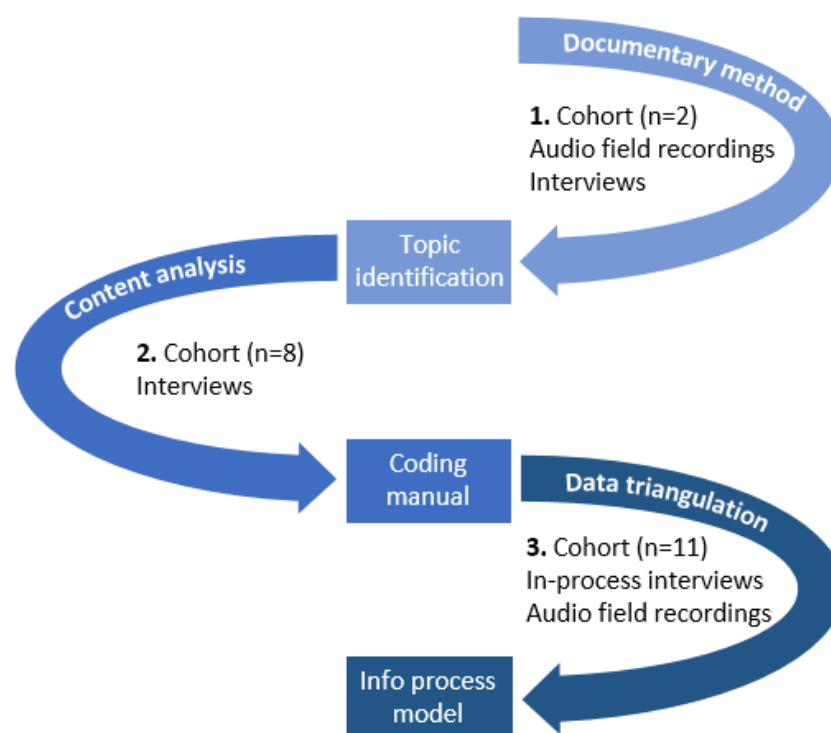 Documentary method
1. Cohort (n=2)
Audio field recordings
Interviews
Topic
identification
Content analysis
2. Cohort (n=8)
Interviews
Coding
manual
Data triangulation
3. Cohort (n=11)
In-process interviews
Audio field recordings
Info process
model